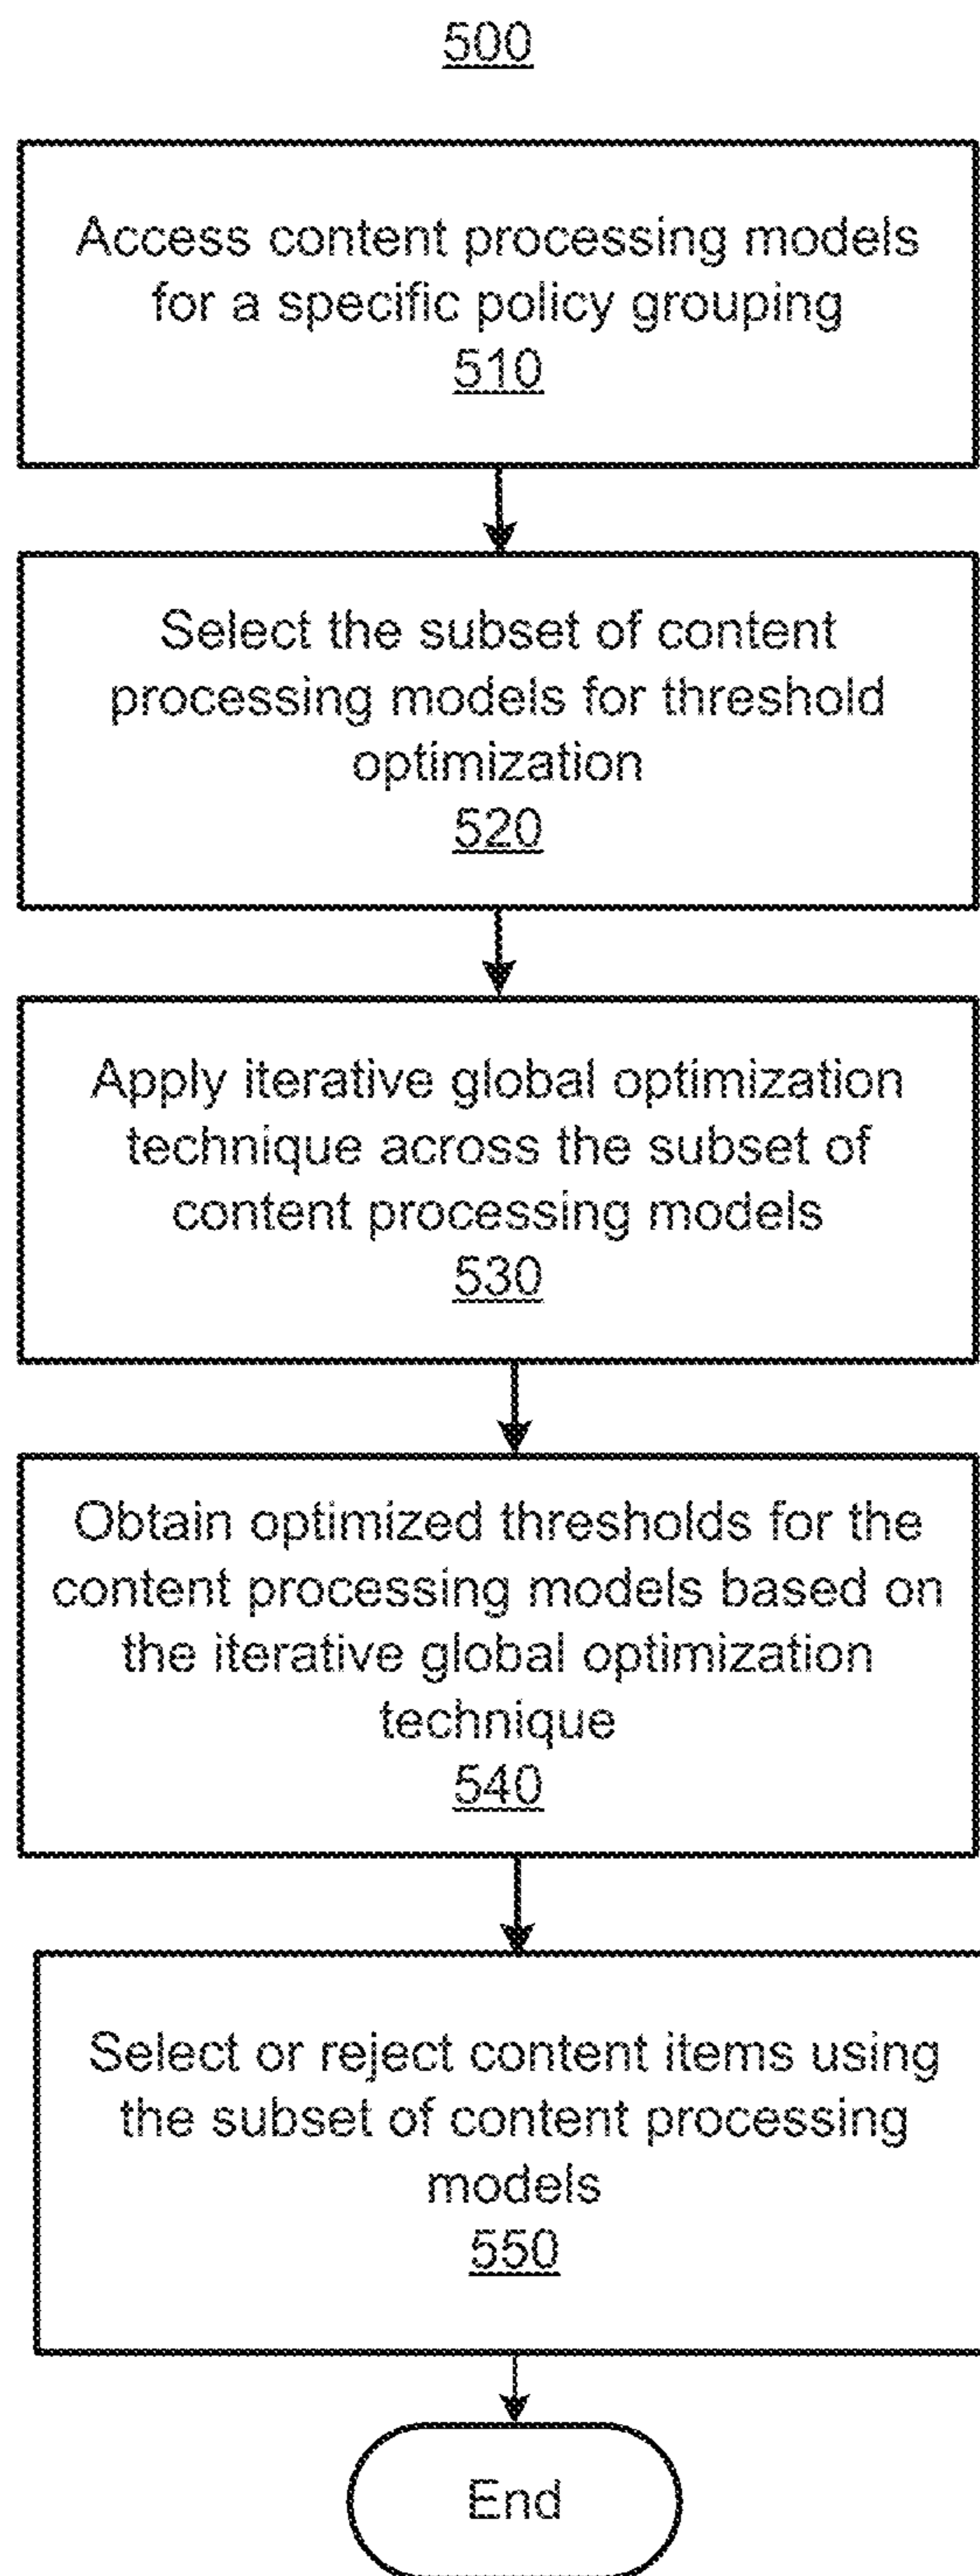 500
Access content processing models
for a specific policy grouping
510
Select the subset of content
processing models for threshold
optimization
520
Apply iterative global optimization
technique across the subset of
content processing models
530
Obtain optimized thresholds for the
content processing models based on
the iterative global optimization
technique
540
Select or reject content items using
the subset of content processing
models
550
End